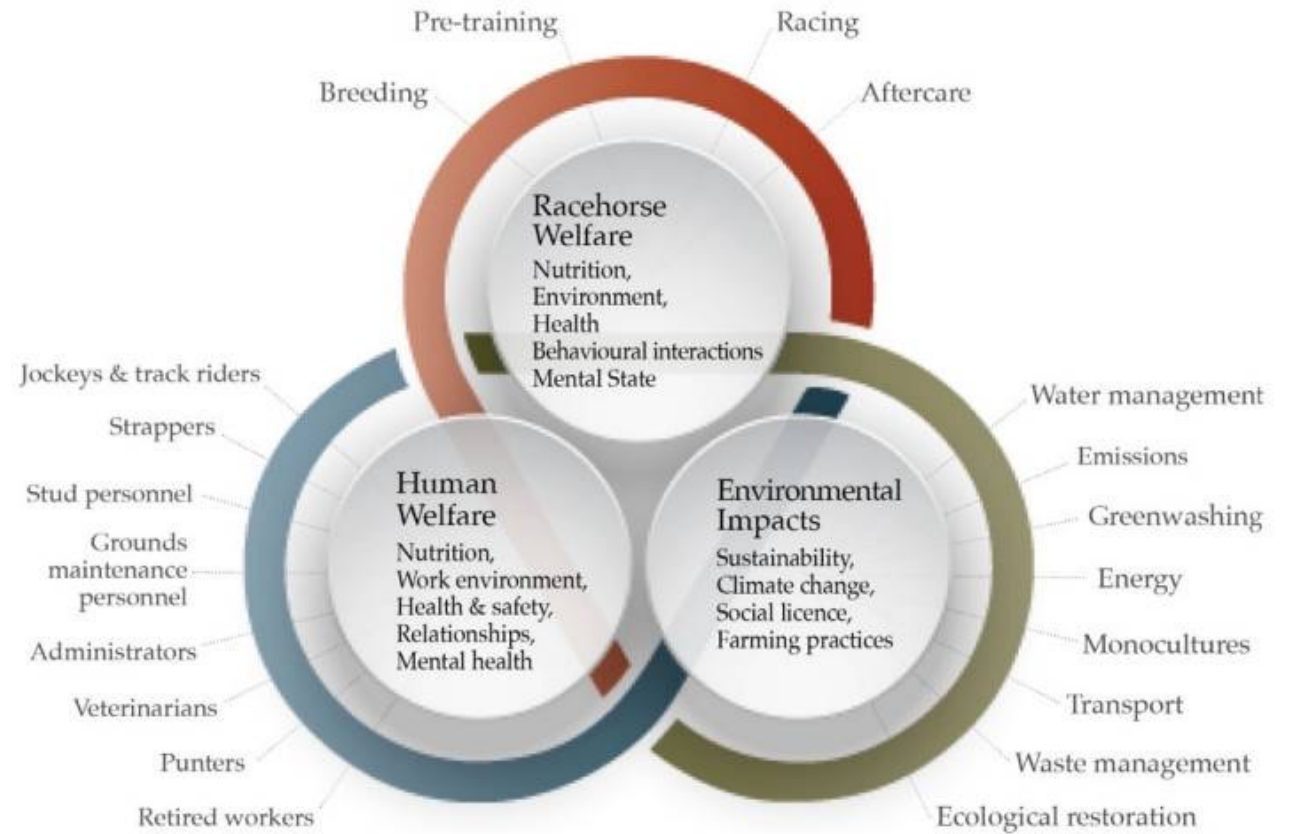 Pre-training
Racing
Breeding
Aftercare
Racehorse
Welfare
Nutrition,
Environment,
Health
Behavioural interactions
Mental State
Jockeys & track riders
Strappers
Stud personnel
Grounds
maintenance
personnel
Administrators
Veterinarians
Punters
Retired workers
Human
Welfare
Nutrition,
Work environment,
Health & safety,
Relationships,
Mental health
Environmental
Impacts
Sustainability,
Climate change,
Social licence,
Farming practices
Water management
Emissions
Greenwashing
Energy
Monocultures
Transport
Waste management
Ecological restoration